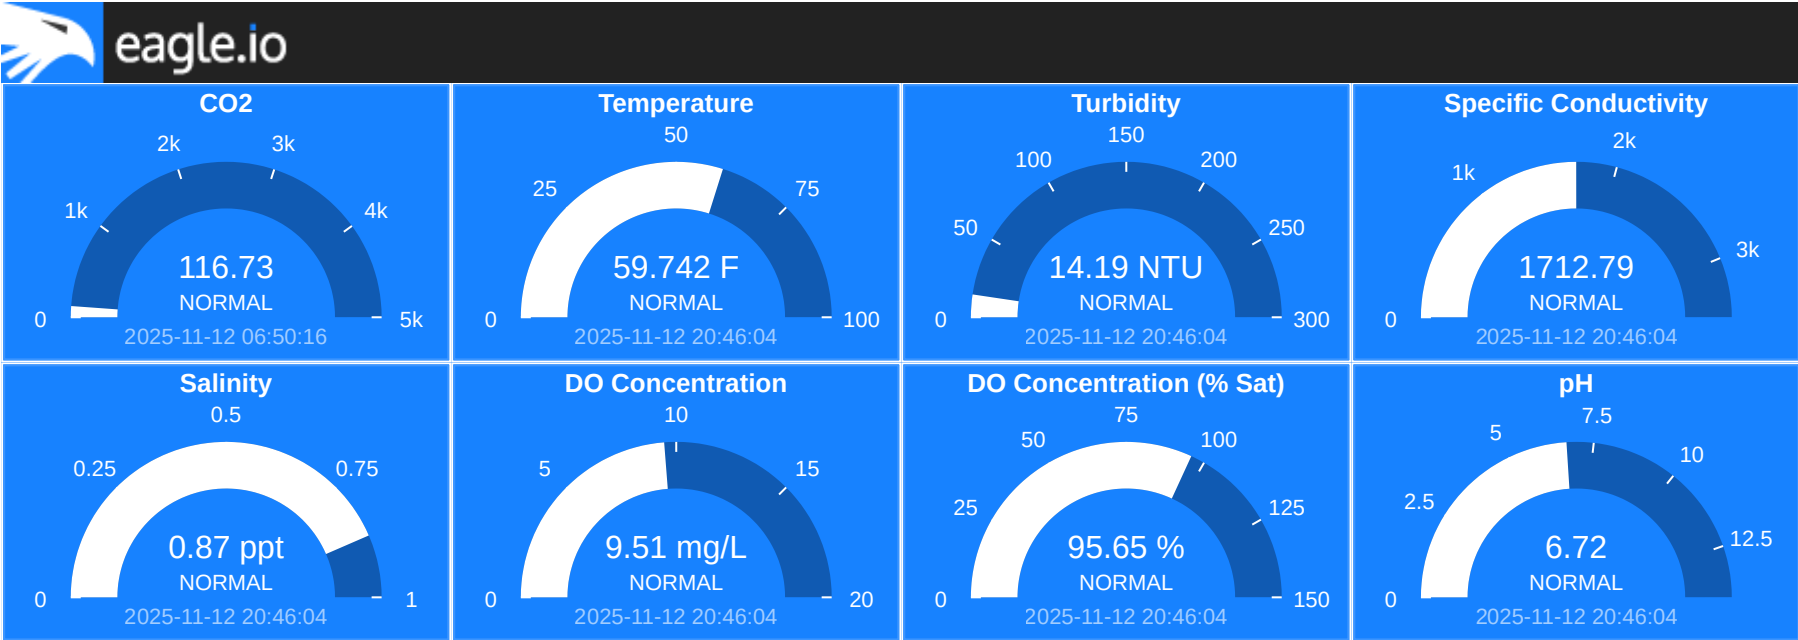 eagle.io
CO2
2k 3k
1k 4k
116.73
NORMAL
0 5k
2025-11-12 06:50:16
Temperature
50
25 75
59.742 F
NORMAL
0 100
2025-11-12 20:46:04
Turbidity
150
100 200
50 250
14.19 NTU
NORMAL
0 300
2025-11-12 20:46:04
Specific Conductivity
2k
1k
3k
1712.79
NORMAL
0
2025-11-12 20:46:04
Salinity
0.5
0.25 0.75
0.87 ppt
NORMAL
0 1
2025-11-12 20:46:04
DO Concentration
10
5 15
9.51 mg/L
NORMAL
0 20
2025-11-12 20:46:04
DO Concentration (% Sat)
75
50 100
25 125
95.65 %
NORMAL
0 150
2025-11-12 20:46:04
pH
7.5
5
10
2.5
12.5
6.72
NORMAL
0
2025-11-12 20:46:04